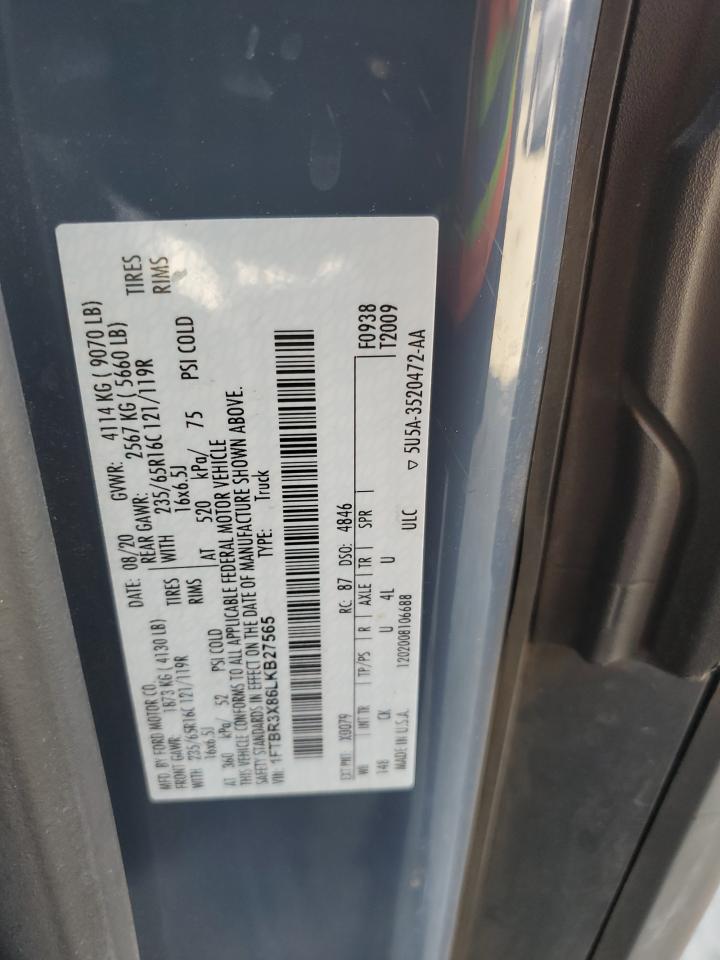 MFD. BY FORD MOTOR CO. DATE: 08/20 GVWR: 4114 KG ( 9070 LB)
FRONT GAWR: 1873 KG ( 4130 LB) REAR GAWR: 2567 KG ( 5660 LB)
WITH 235/65R16C 121/119R TIRES WITH 235/65R16C 121/119R TIRES
16x6.5J RIMS 16x6.5J RIMS
AT 360 kPa/ 52 PSI COLD AT 520 kPa/ 75 PSI COLD
THIS VEHICLE CONFORMS TO ALL APPLICABLE FEDERAL MOTOR VEHICLE
SAFETY STANDARDS IN EFFECT ON THE DATE OF MANUFACTURE SHOWN ABOVE.
VIN: 1FTBR3X86LKB27565 TYPE: Truck
EXT PNT: X0079 RC: 87 DSO: 4846 F0938
WB INT TR TP/PS R AXLE TR SPR T2009
148 CK U 4L U
MADE IN U.S.A. 1202008106688 ULC ▽ 5U5A-3520472-AA